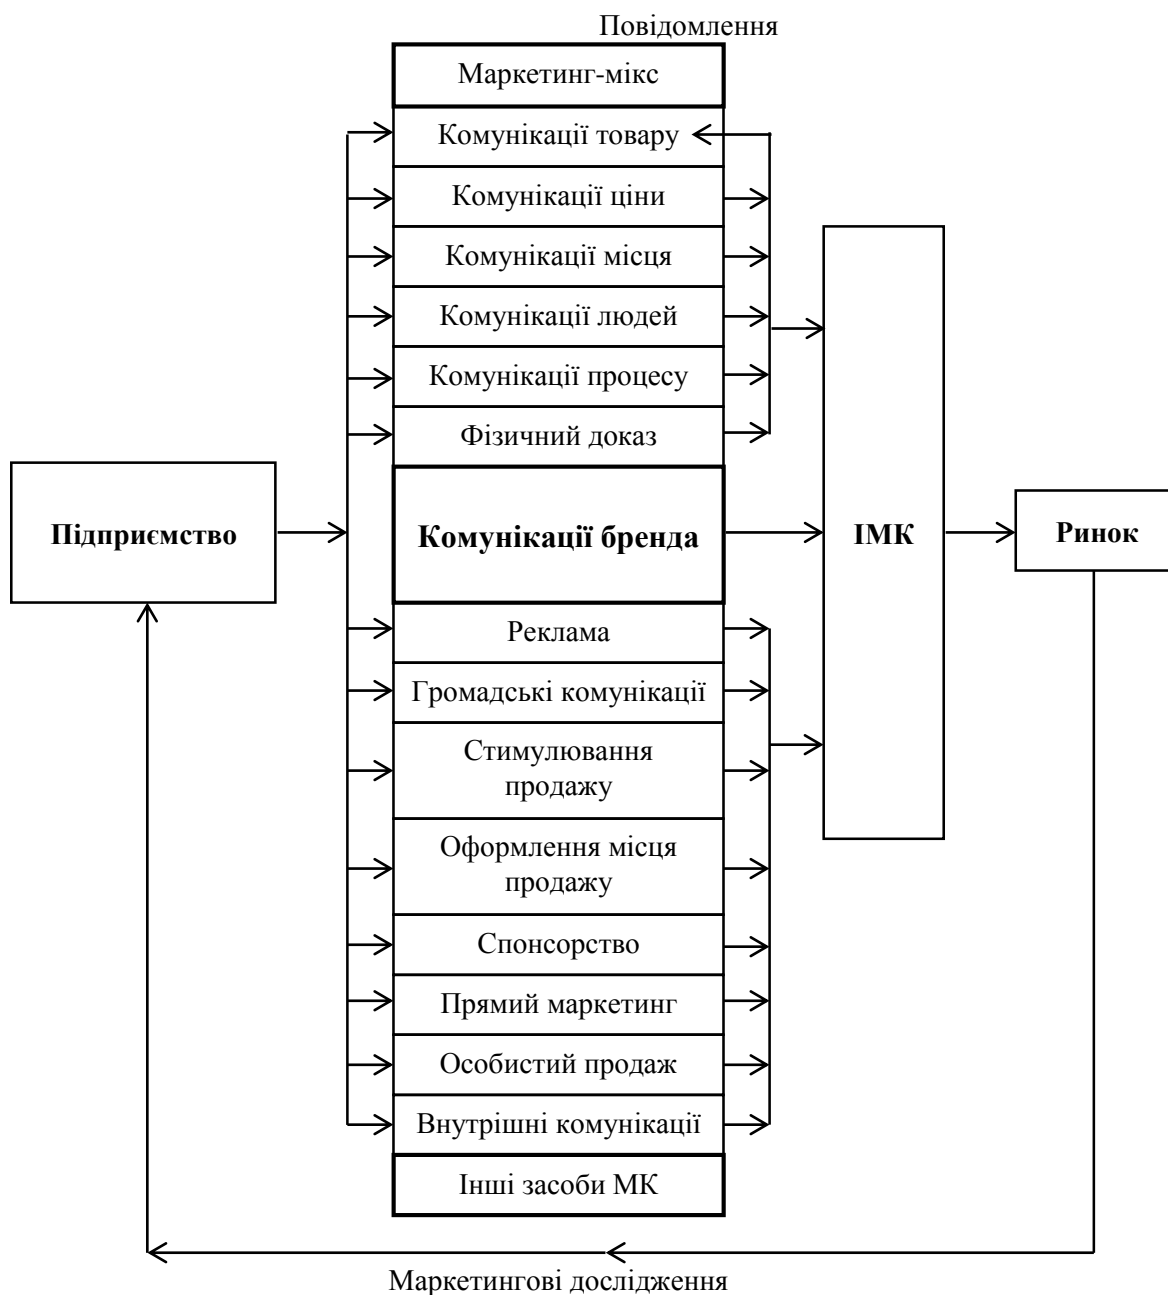 Повідомлення
Маркетинг-мікс
Комунікації товару
Комунікації ціни
Комунікації місця
Комунікації людей
Комунікації процесу
Фізичний доказ
Підприємство
Комунікації бренда
ІМК
Ринок
Реклама
Громадські комунікації
Стимулювання
продажу
Оформлення місця
продажу
Спонсорство
Прямий маркетинг
Особистий продаж
Внутрішні комунікації
Інші засоби МК
Маркетингові дослідження